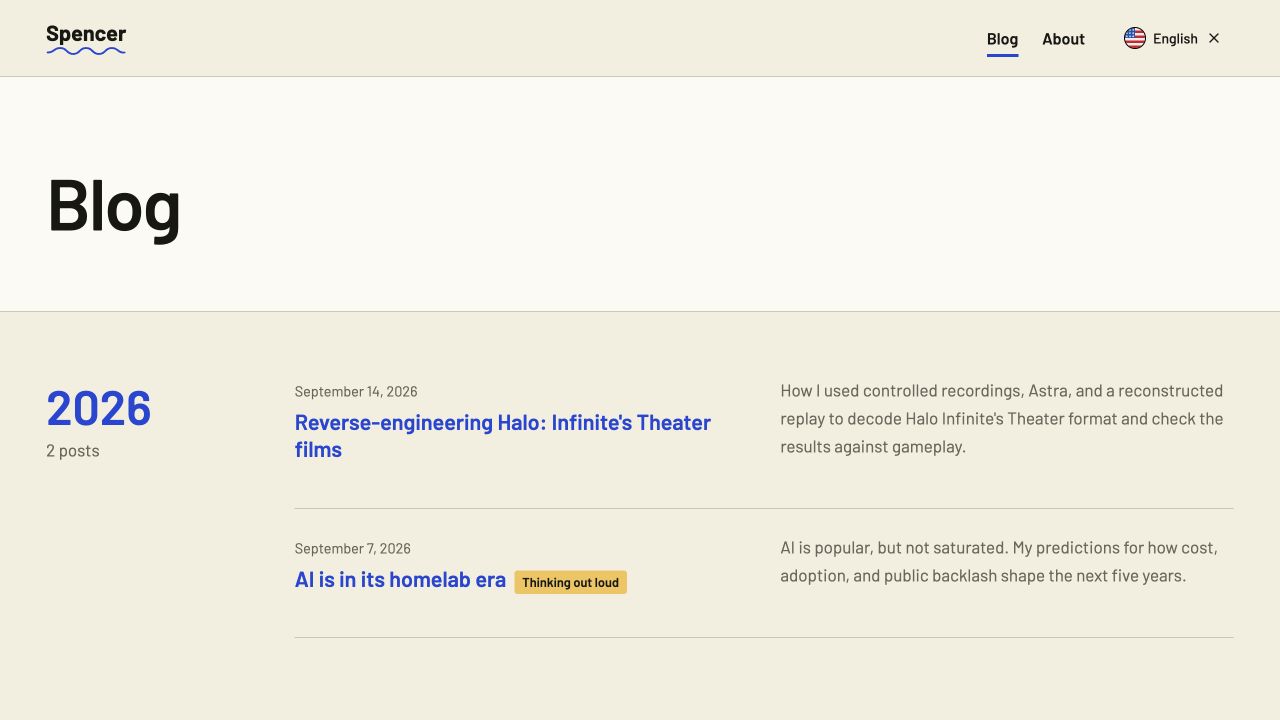 Spencer
Blog
About
English
Blog
2026
2 posts
September 14, 2026
Reverse-engineering Halo: Infinite's Theater
films
How I used controlled recordings, Astra, and a reconstructed
replay to decode Halo Infinite's Theater format and check the
results against gameplay.
September 7, 2026
AI is in its homelab era
Thinking out loud
AI is popular, but not saturated. My predictions for how cost,
adoption, and public backlash shape the next five years.